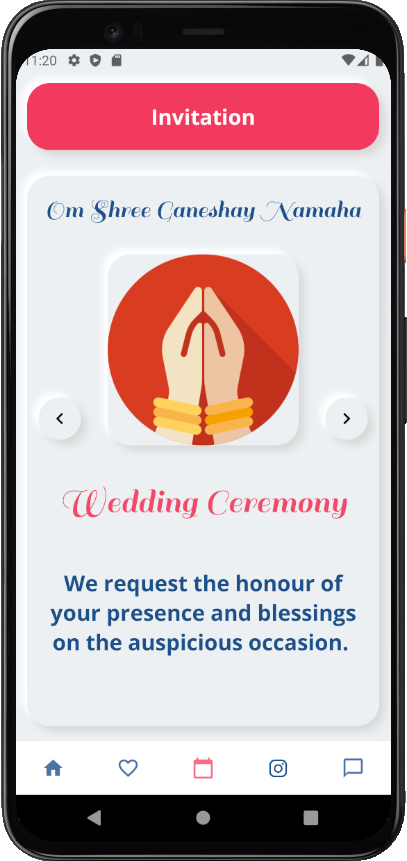 11:20
Invitation
Om Shree Ganeshay Namaha
Wedding Ceremony
We request the honour of
your presence and blessings
on the auspicious occasion.